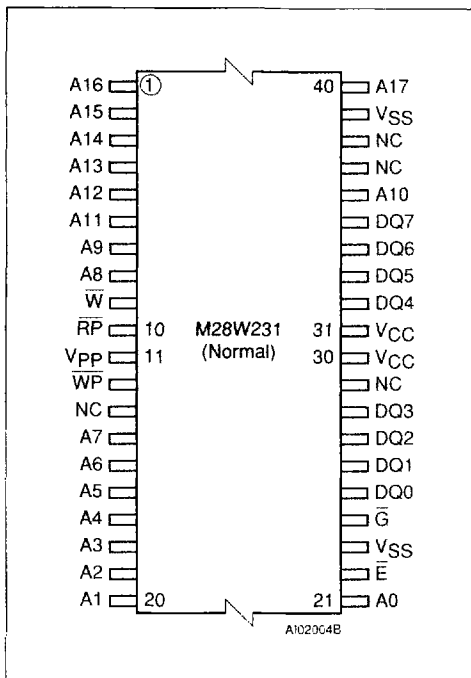 A16 ① 40 A17
A15 VSS
A14 NC
A13 NC
A12 A10
A11 DQ7
A9 DQ6
A8 DQ5
W̅ DQ4
R̅P̅ 10 M28W231 31 VCC
VPP 11 (Normal) 30 VCC
W̅P̅ NC
NC DQ3
A7 DQ2
A6 DQ1
A5 DQ0
A4 G̅
A3 VSS
A2 E̅
A1 20 21 A0
AI02004B